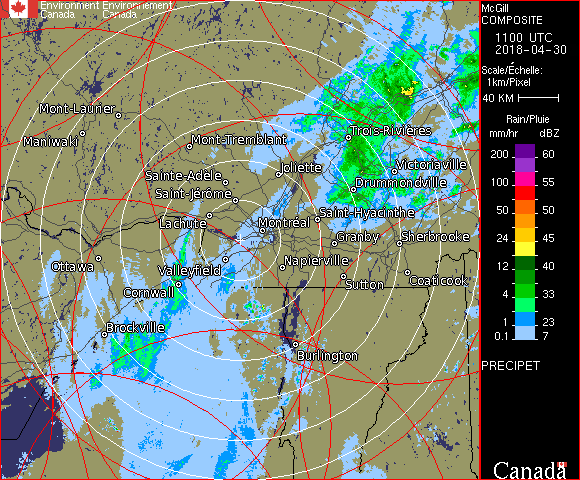 Environment Environnement
Canada Canada
McGill
COMPOSITE
1100 UTC
2018-04-30
Scale/Échelle:
1km/Pixel
40 KM
Rain/Pluie
mm/hr dBZ
200 60
100 55
50 50
24 45
12 40
4 33
1 23
0.1 7
PRECIPET
Canada
Mont-Laurier
Maniwaki
Mont-Tremblant
Trois-Rivières
Sainte-Adèle
Joliette
Victoriaville
Saint-Jérôme
Drummondville
Lachute
Montréal
Saint-Hyacinthe
Granby
Sherbrooke
Ottawa
Valleyfield
Napierville
Cornwall
Sutton
Coaticook
Brockville
Burlington